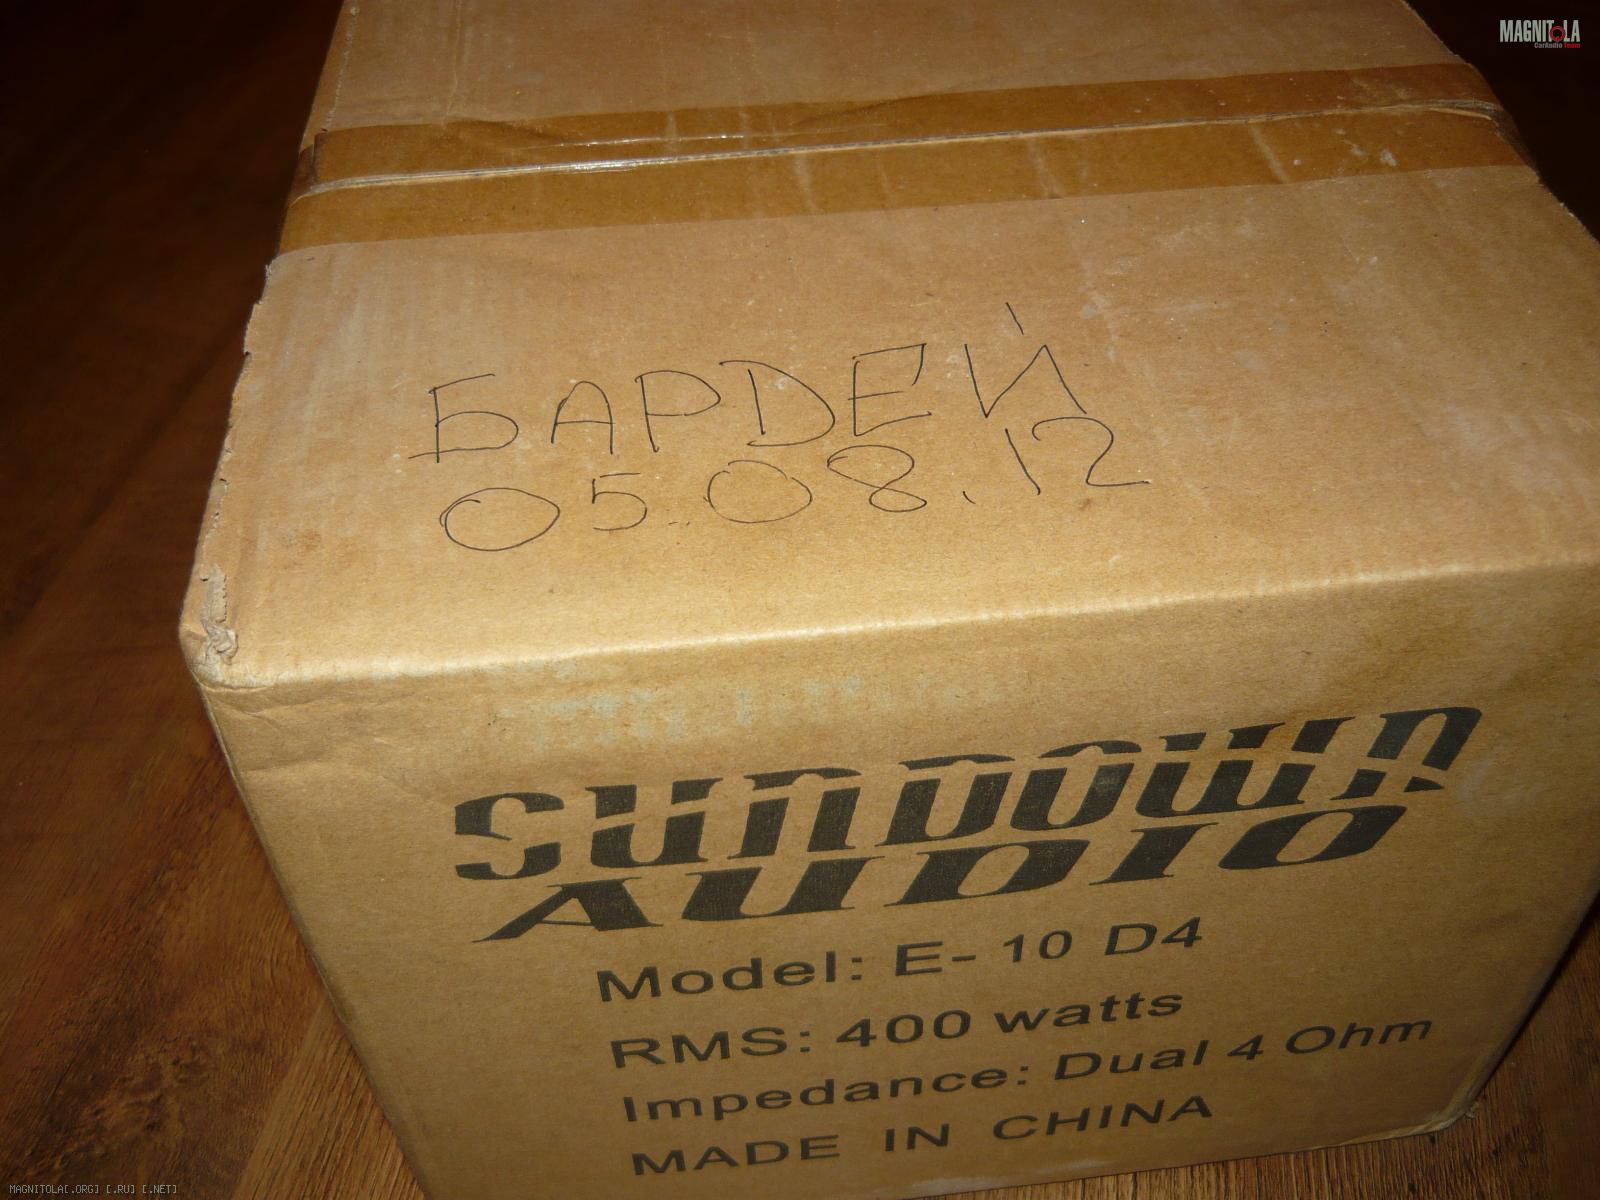 MAGNITOLA
CarAudio Team
БАРDЕЙ
05.08.12
SUNDOWN
AUDIO
Model: E-10 D4
RMS: 400 watts
Impedance: Dual 4 Ohm
MADE IN CHINA
MAGNITOLA[.ORG] [.RU] [.NET]